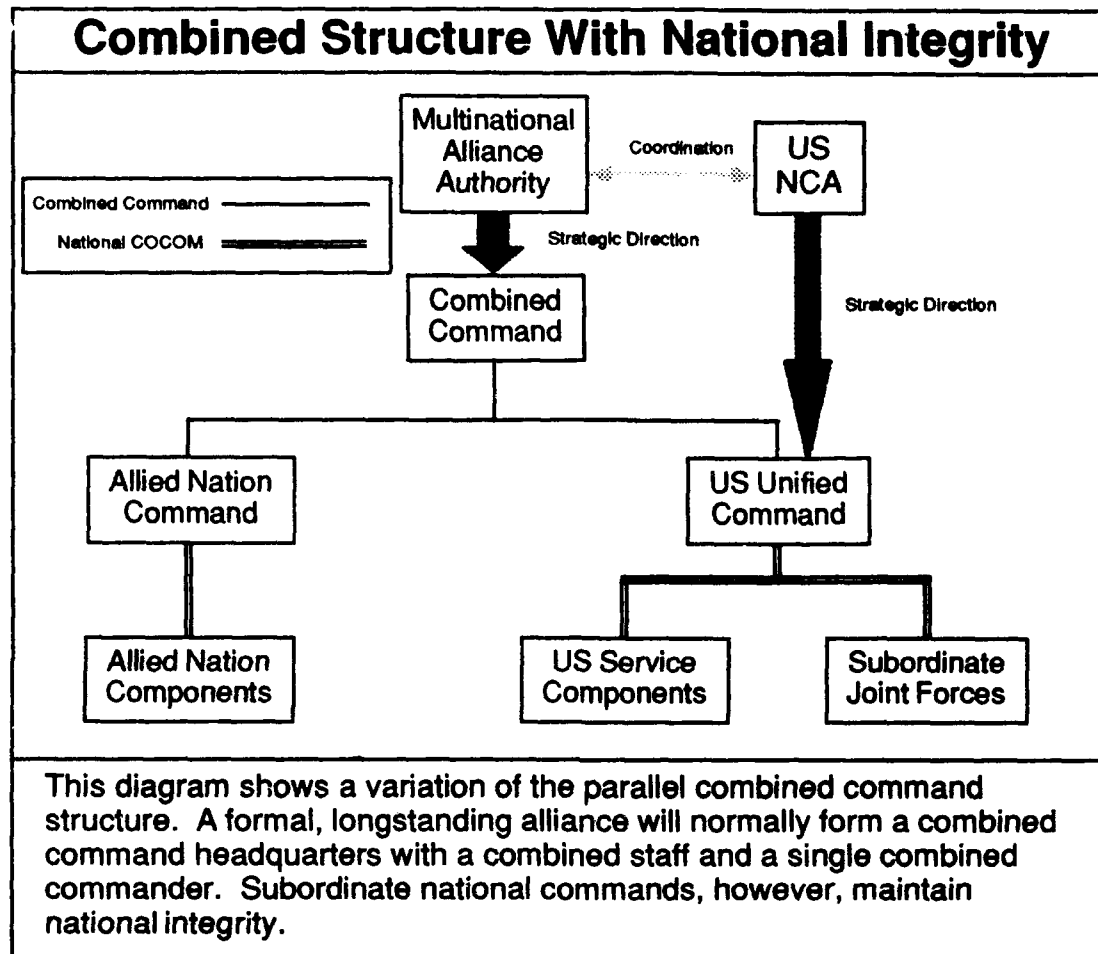 Combined Structure With National Integrity
Multinational
Alliance
Authority
Coordination
US
NCA
Combined Command
National COCOM
Strategic Direction
Combined
Command
Strategic Direction
Allied Nation
Command
US Unified
Command
Allied Nation
Components
US Service
Components
Subordinate
Joint Forces
This diagram shows a variation of the parallel combined command
structure. A formal, longstanding alliance will normally form a combined
command headquarters with a combined staff and a single combined
commander. Subordinate national commands, however, maintain
national integrity.